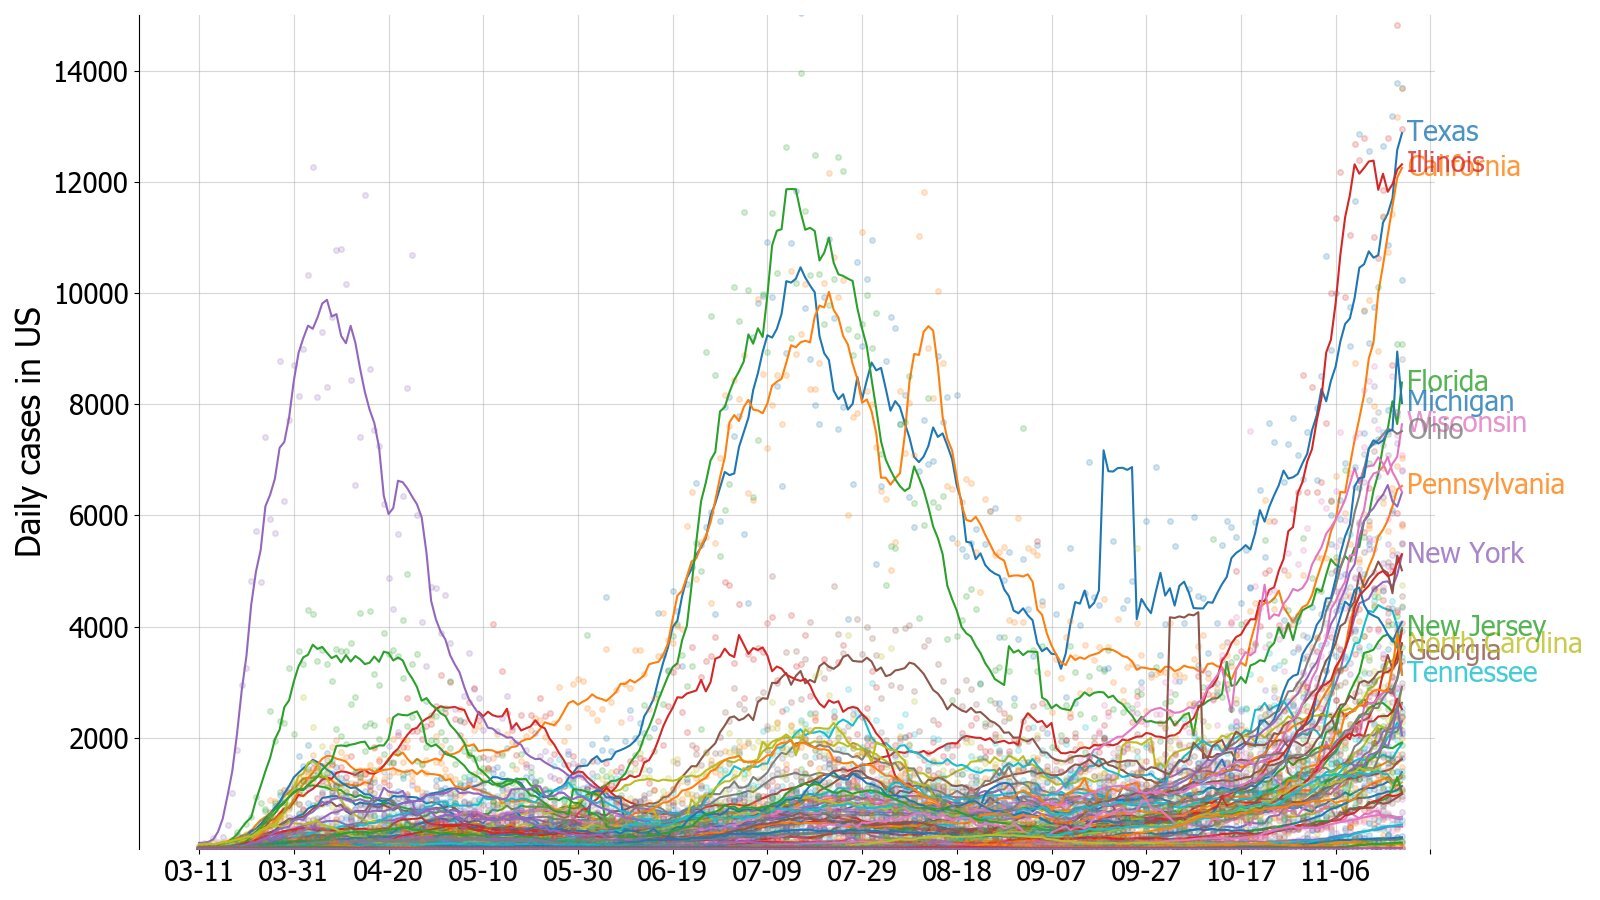 Daily cases in US
14000
12000
10000
8000
6000
4000
2000
03-11
03-31
04-20
05-10
05-30
06-19
07-09
07-29
08-18
09-07
09-27
10-17
11-06
Texas
Illinois
California
Florida
Michigan
Wisconsin
Ohio
Pennsylvania
New York
New Jersey
North Carolina
Georgia
Tennessee